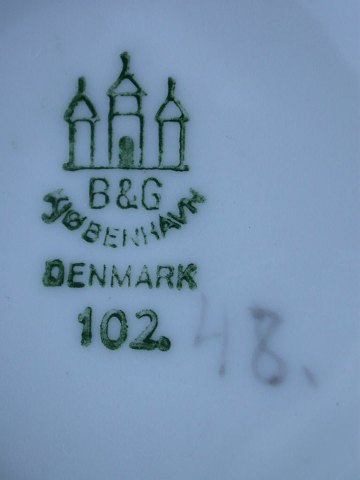 B&G
KJØBENHAVN
DENMARK
102. 48.